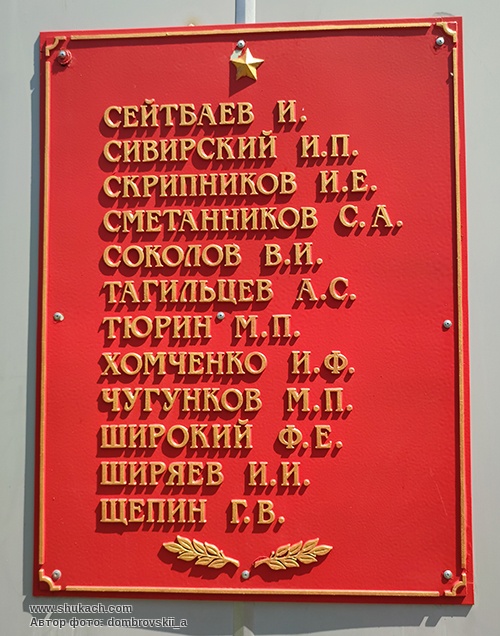 СЕЙТБАЕВ И.
СИВИРСКИЙ И.П.
СКРИПНИКОВ И.Е.
СМЕТАННИКОВ С.А.
СОКОЛОВ В.И.
ТАГИЛЬЦЕВ А.С.
ТЮРИН М.П.
ХОМЧЕНКО И.Ф.
ЧУГУНКОВ М.П.
ШИРОКИЙ Ф.Е.
ШИРЯЕВ И.И.
ЩЕПИН Г.В.
www.shukach.com
Автор фото: dombrovskii_a